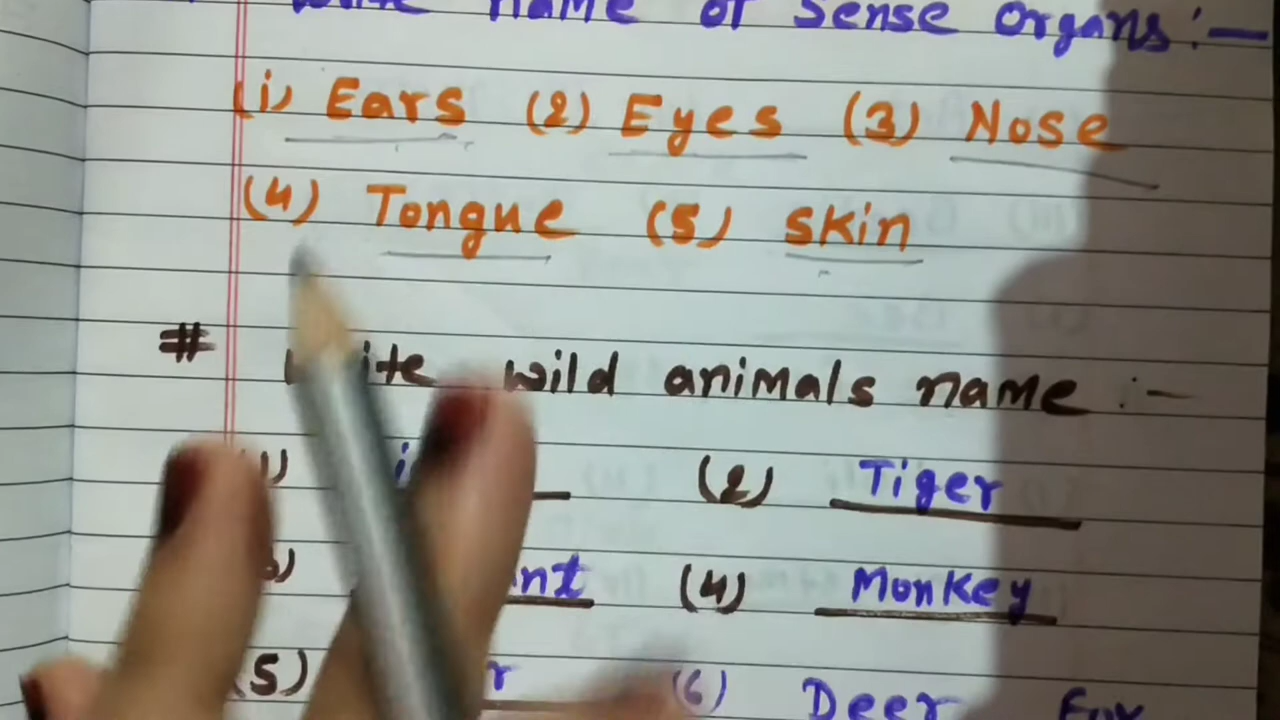 name of Sense Organs :-
(i) Ears (2) Eyes (3) Nose
(4) Tongue (5) Skin
# wild animals name :-
(2) Tiger
(4) Monkey
(5) (6) Deer